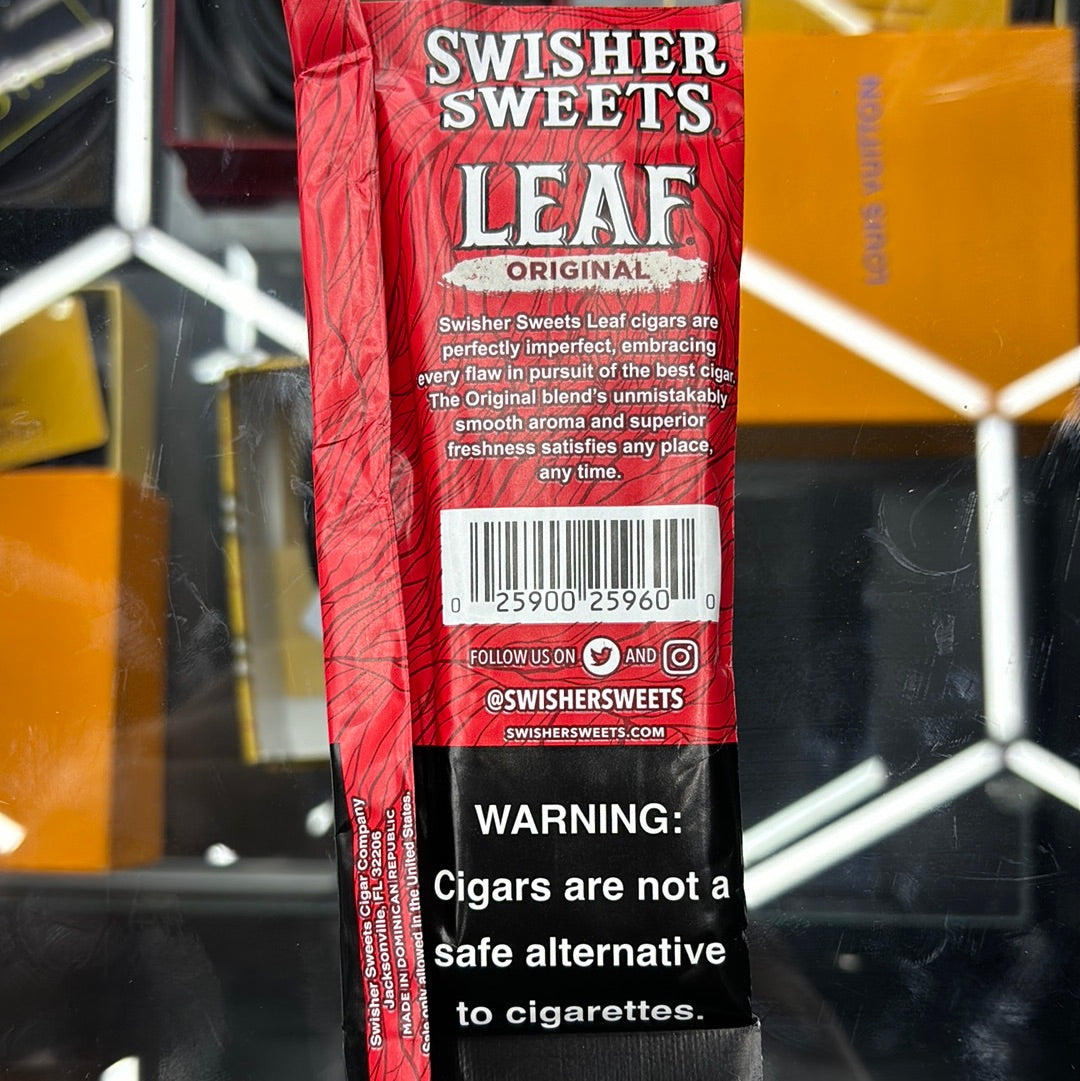 SWISHER
SWEETS
LEAF
ORIGINAL
Swisher Sweets Leaf cigars are
perfectly imperfect, embracing
every flaw in pursuit of the best cigar.
The Original blend's unmistakably
smooth aroma and superior
freshness satisfies any place,
any time.
0 25900 25960 0
FOLLOW US ON AND
@SWISHERSWEETS
SWISHERSWEETS.COM
WARNING:
Cigars are not a
safe alternative
to cigarettes.
Swisher Sweets Cigar Company
Jacksonville, FL 32206
MADE IN DOMINICAN REPUBLIC
Sale only allowed in the United States.
LOUIS VUITTON